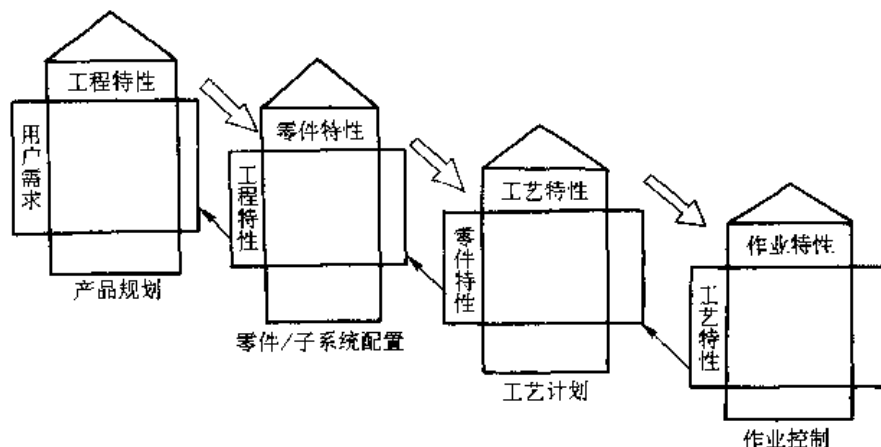 工程特性
用户需求
产品规划
零件特性
工程特性
零件/子系统配置
工艺特性
零件特性
工艺计划
作业特性
工艺特性
作业控制